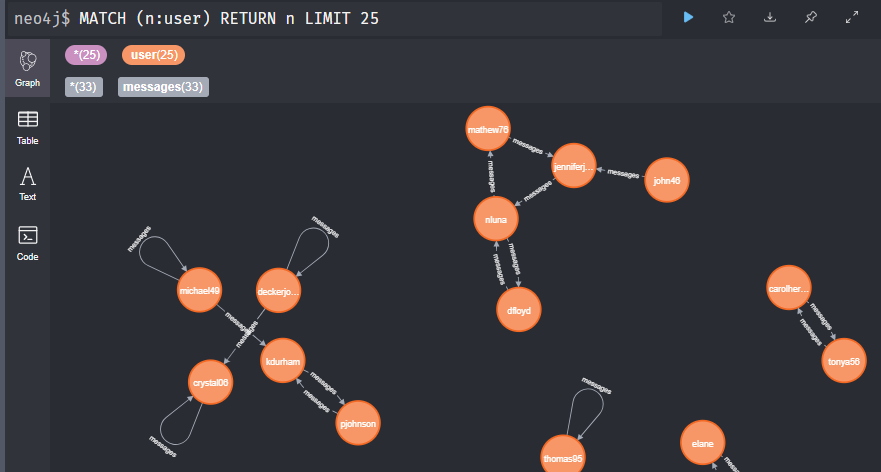 neo4j$ MATCH (n:user) RETURN n LIMIT 25
*(25) user(25)
*(33) messages(33)
Graph
Table
Text
Code
mathew76
messages
jenniferj...
messages
john46
messages
messages
nluna
messages
messages
dfloyd
messages
michael49
messages
deckerjo...
messages
messages
kdurham
crystal06
messages
messages
messages
pjohnson
carolher...
messages
messages
tonya56
messages
thomas95
elane
messages